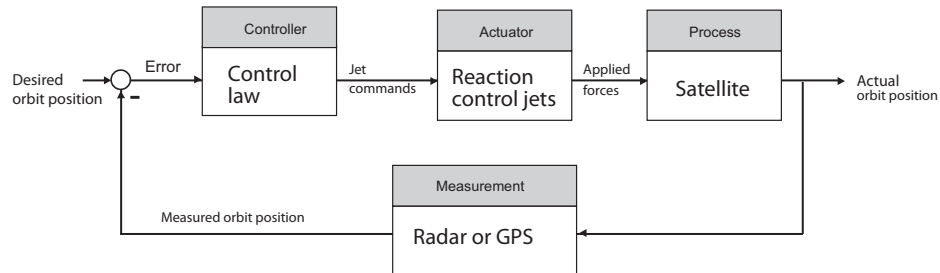 Controller
Actuator
Process
Desired
orbit position
Error
Control
law
Jet
commands
Reaction
control jets
Applied
forces
Satellite
Actual
orbit position
Measurement
Measured orbit position
Radar or GPS